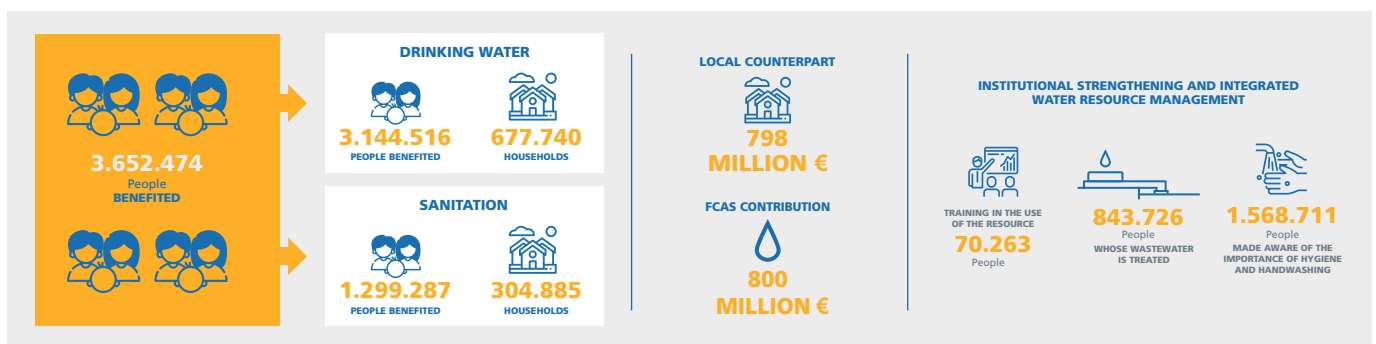 3.652.474
People
BENEFITED
DRINKING WATER
3.144.516
PEOPLE BENEFITED
677.740
HOUSEHOLDS
SANITATION
1.299.287
PEOPLE BENEFITED
304.885
HOUSEHOLDS
LOCAL COUNTERPART
798
MILLION €
FCAS CONTRIBUTION
800
MILLION €
INSTITUTIONAL STRENGTHENING AND INTEGRATED
WATER RESOURCE MANAGEMENT
TRAINING IN THE USE
OF THE RESOURCE
70.263
People
843.726
People
WHOSE WASTEWATER
IS TREATED
1.568.711
People
MADE AWARE OF THE
IMPORTANCE OF HYGIENE
AND HANDWASHING